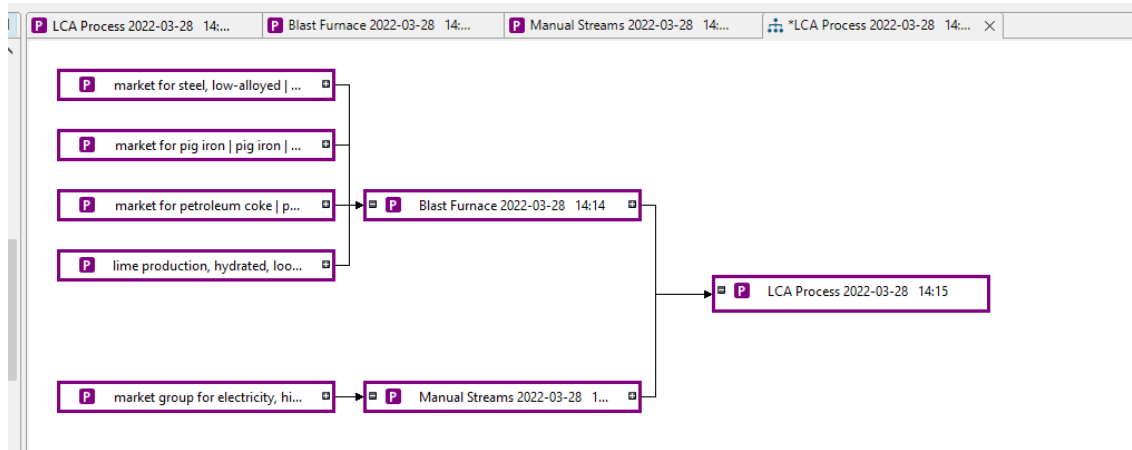 P LCA Process 2022-03-28 14:...
P Blast Furnace 2022-03-28 14:...
P Manual Streams 2022-03-28 14:...
*LCA Process 2022-03-28 14:...
P market for steel, low-alloyed | ...
P market for pig iron | pig iron | ...
P market for petroleum coke | p...
P Blast Furnace 2022-03-28 14:14
P lime production, hydrated, loo...
P LCA Process 2022-03-28 14:15
P market group for electricity, hi...
P Manual Streams 2022-03-28 1...